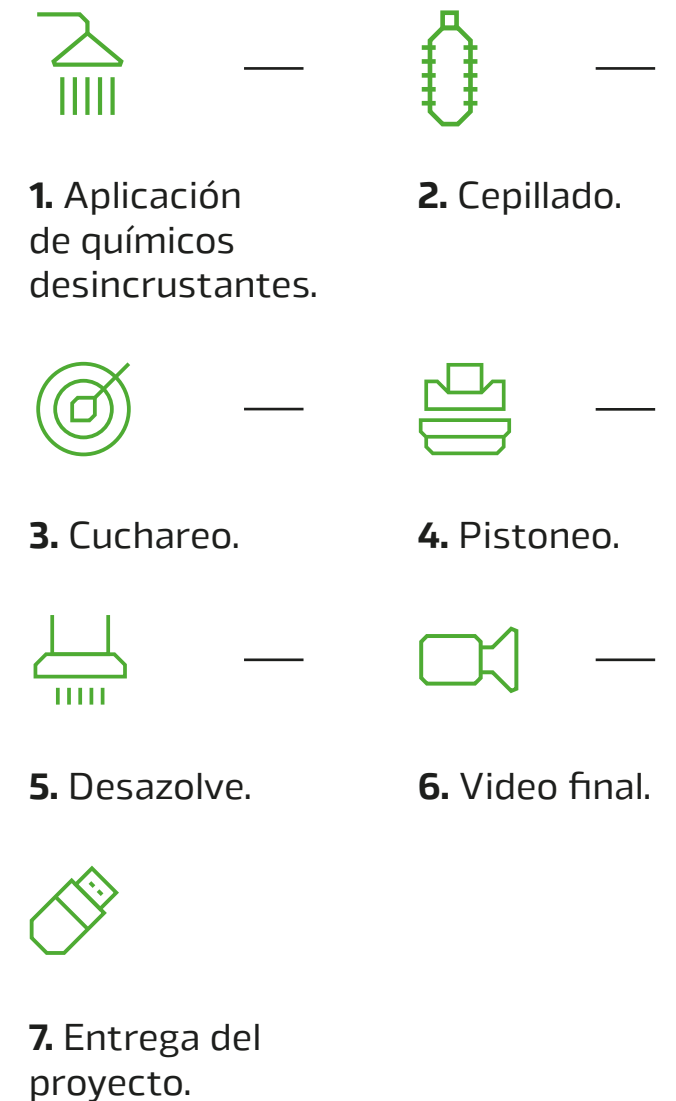 1. Aplicación
de químicos
desincrustantes.
2. Cepillado.
3. Cuchareo.
4. Pistoneo.
5. Desazolve.
6. Video final.
7. Entrega del
proyecto.